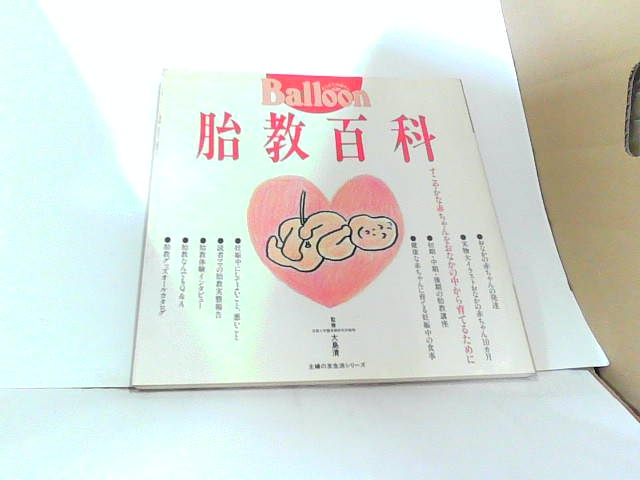 Balloon
胎教百科
すこやかな赤ちゃんをおなかの中から育てるために
●おなかの赤ちゃんの発達
●実物大イラストおなかの赤ちゃん10カ月
●妊娠中期・後期の胎教講座
●健康な赤ちゃんに育てる妊娠中の食事
●妊娠中にしてよいこと、悪いこと
●読者ママの胎教実態報告
●胎教体験インタビュー
●胎教なんでもQ&A
●胎教グッズオールカタログ
監修
大島清
主婦の友生活シリーズ